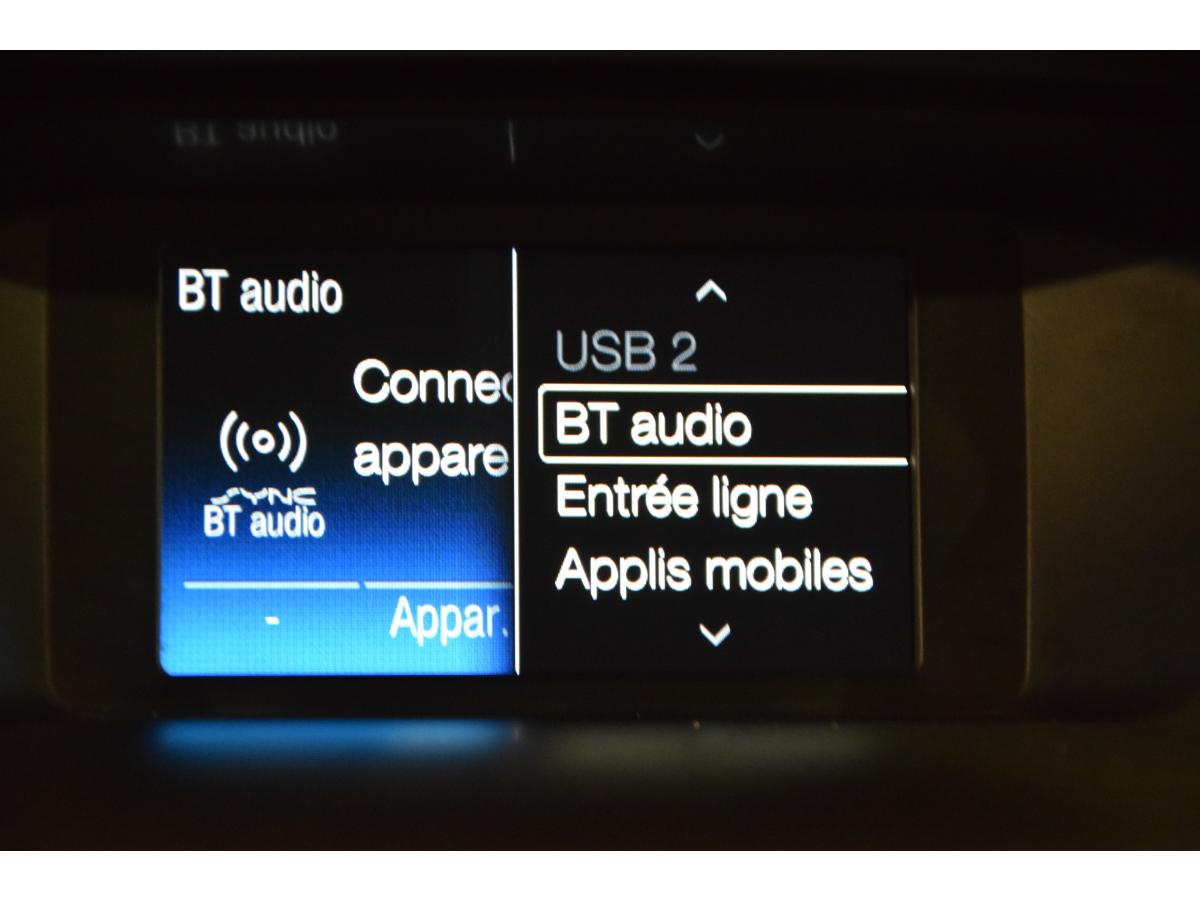 BT audio
Connec
appare
SYNC
BT audio
-
Appar.
USB 2
BT audio
Entrée ligne
Applis mobiles